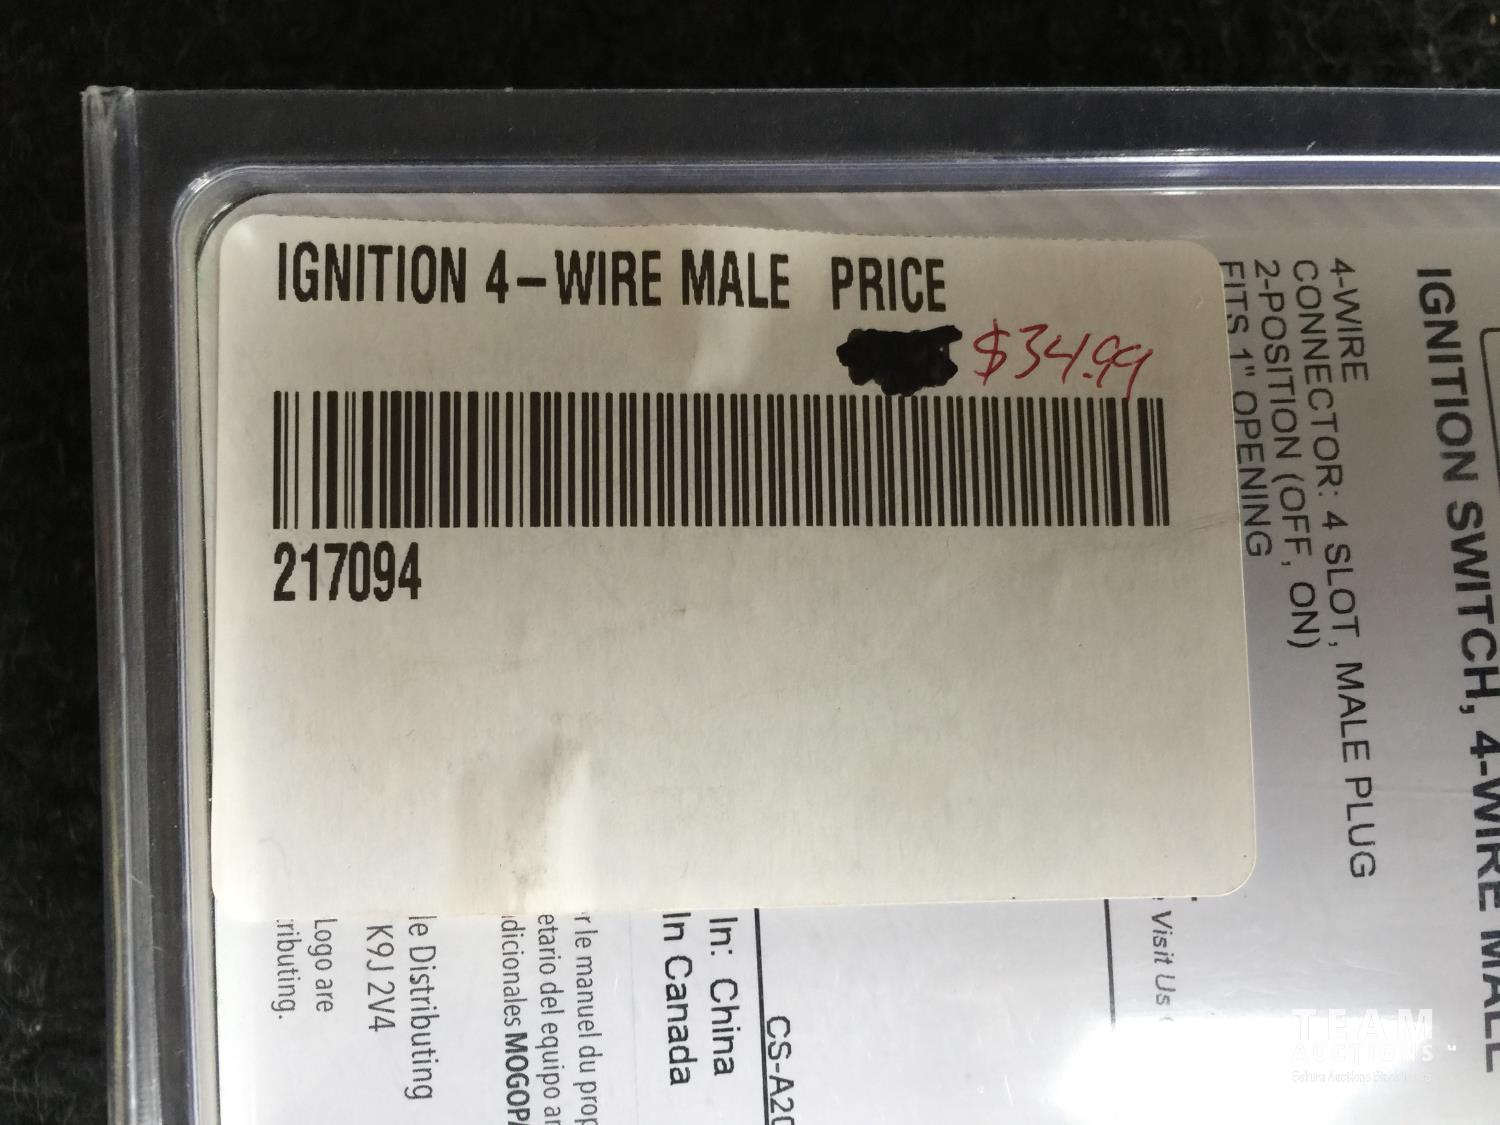 IGNITION 4-WIRE MALE PRICE
$34.99
217094
IGNITION SWITCH, 4-WIRE MALE
4-WIRE
CONNECTOR: 4 SLOT, MALE PLUG
2-POSITION (OFF, ON)
FITS 1" OPENING
Visit Us
CS-A20
In: China
In Canada
r le manuel du prop
etario del equipo
dicionales MOGOP
le Distributing
K9J 2V4
Logo are
ributing.
TEAM
AUCTIONS